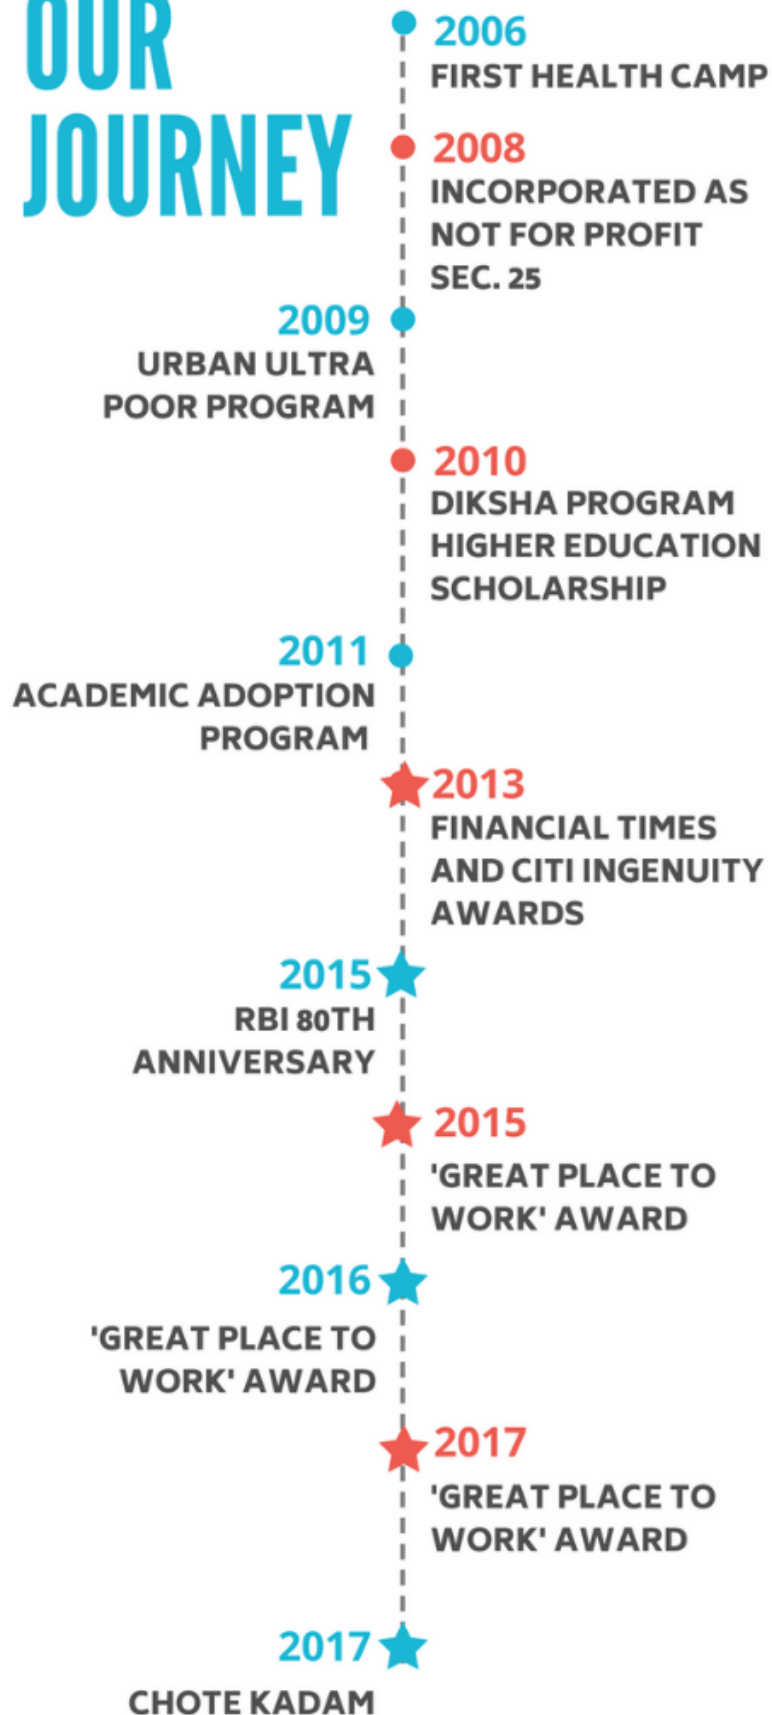 OUR
JOURNEY
2006
FIRST HEALTH CAMP
2008
INCORPORATED AS
NOT FOR PROFIT
SEC. 25
2009
URBAN ULTRA
POOR PROGRAM
2010
DIKSHA PROGRAM
HIGHER EDUCATION
SCHOLARSHIP
2011
ACADEMIC ADOPTION
PROGRAM
2013
FINANCIAL TIMES
AND CITI INGENUITY
AWARDS
2015
RBI 80TH
ANNIVERSARY
2015
'GREAT PLACE TO
WORK' AWARD
2016
'GREAT PLACE TO
WORK' AWARD
2017
'GREAT PLACE TO
WORK' AWARD
2017
CHOTE KADAM